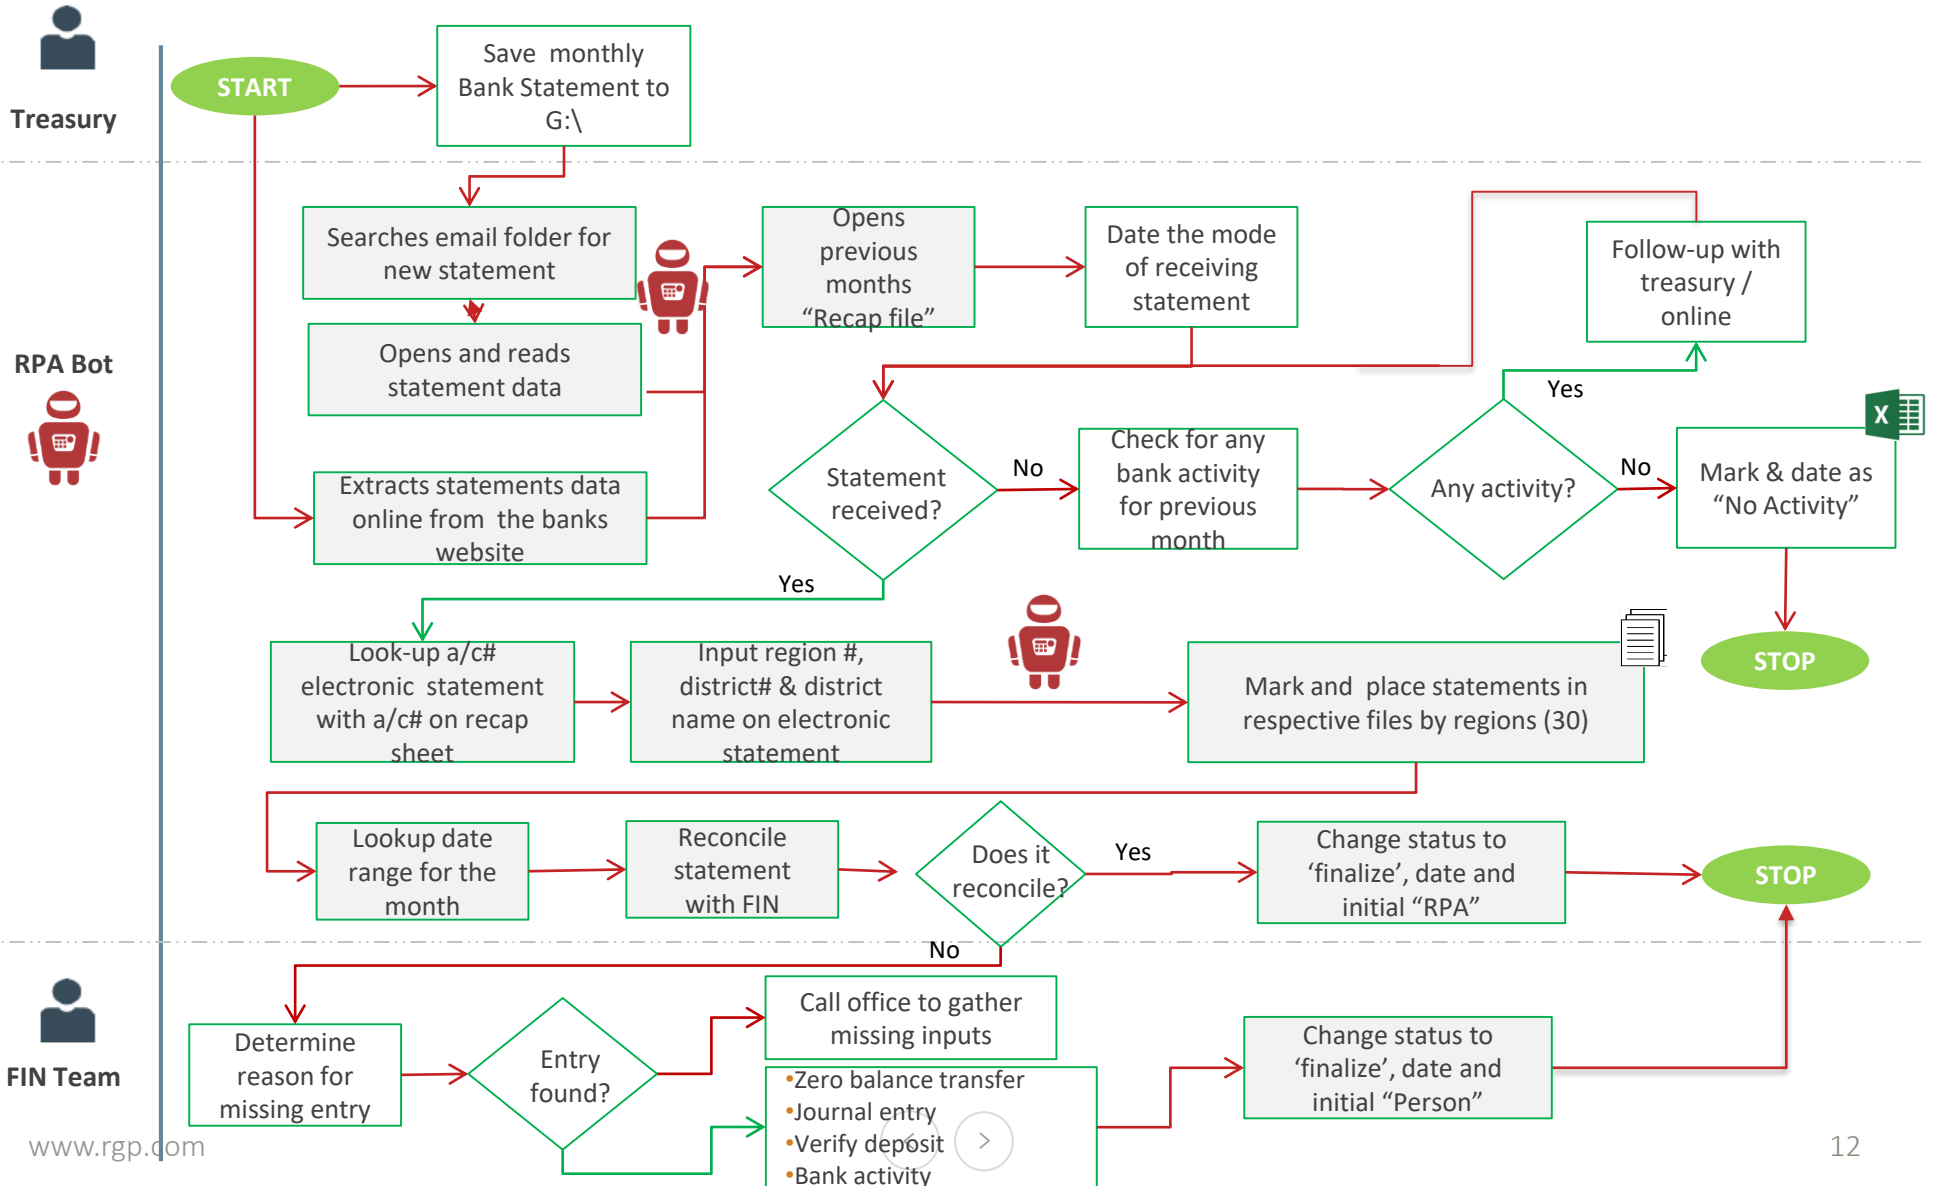 Treasury
START
Save monthly
Bank Statement to
G:\
RPA Bot
Searches email folder for
new statement
Opens and reads
statement data
Extracts statements data
online from the banks
website
Opens
previous
months
“Recap file”
Date the mode
of receiving
statement
Follow-up with
treasury /
online
Statement
received?
No
Check for any
bank activity
for previous
month
Any activity?
Yes
No
X
Mark & date as
“No Activity”
STOP
Yes
Look-up a/c#
electronic statement
with a/c# on recap
sheet
Input region #,
district# & district
name on electronic
statement
Mark and place statements in
respective files by regions (30)
Lookup date
range for the
month
Reconcile
statement
with FIN
Does it
reconcile?
Yes
Change status to
‘finalize’, date and
initial “RPA”
STOP
No
FIN Team
Determine
reason for
missing entry
Entry
found?
Call office to gather
missing inputs
•Zero balance transfer
•Journal entry
•Verify deposit
•Bank activity
Change status to
‘finalize’, date and
initial “Person”
www.rgp.com
12